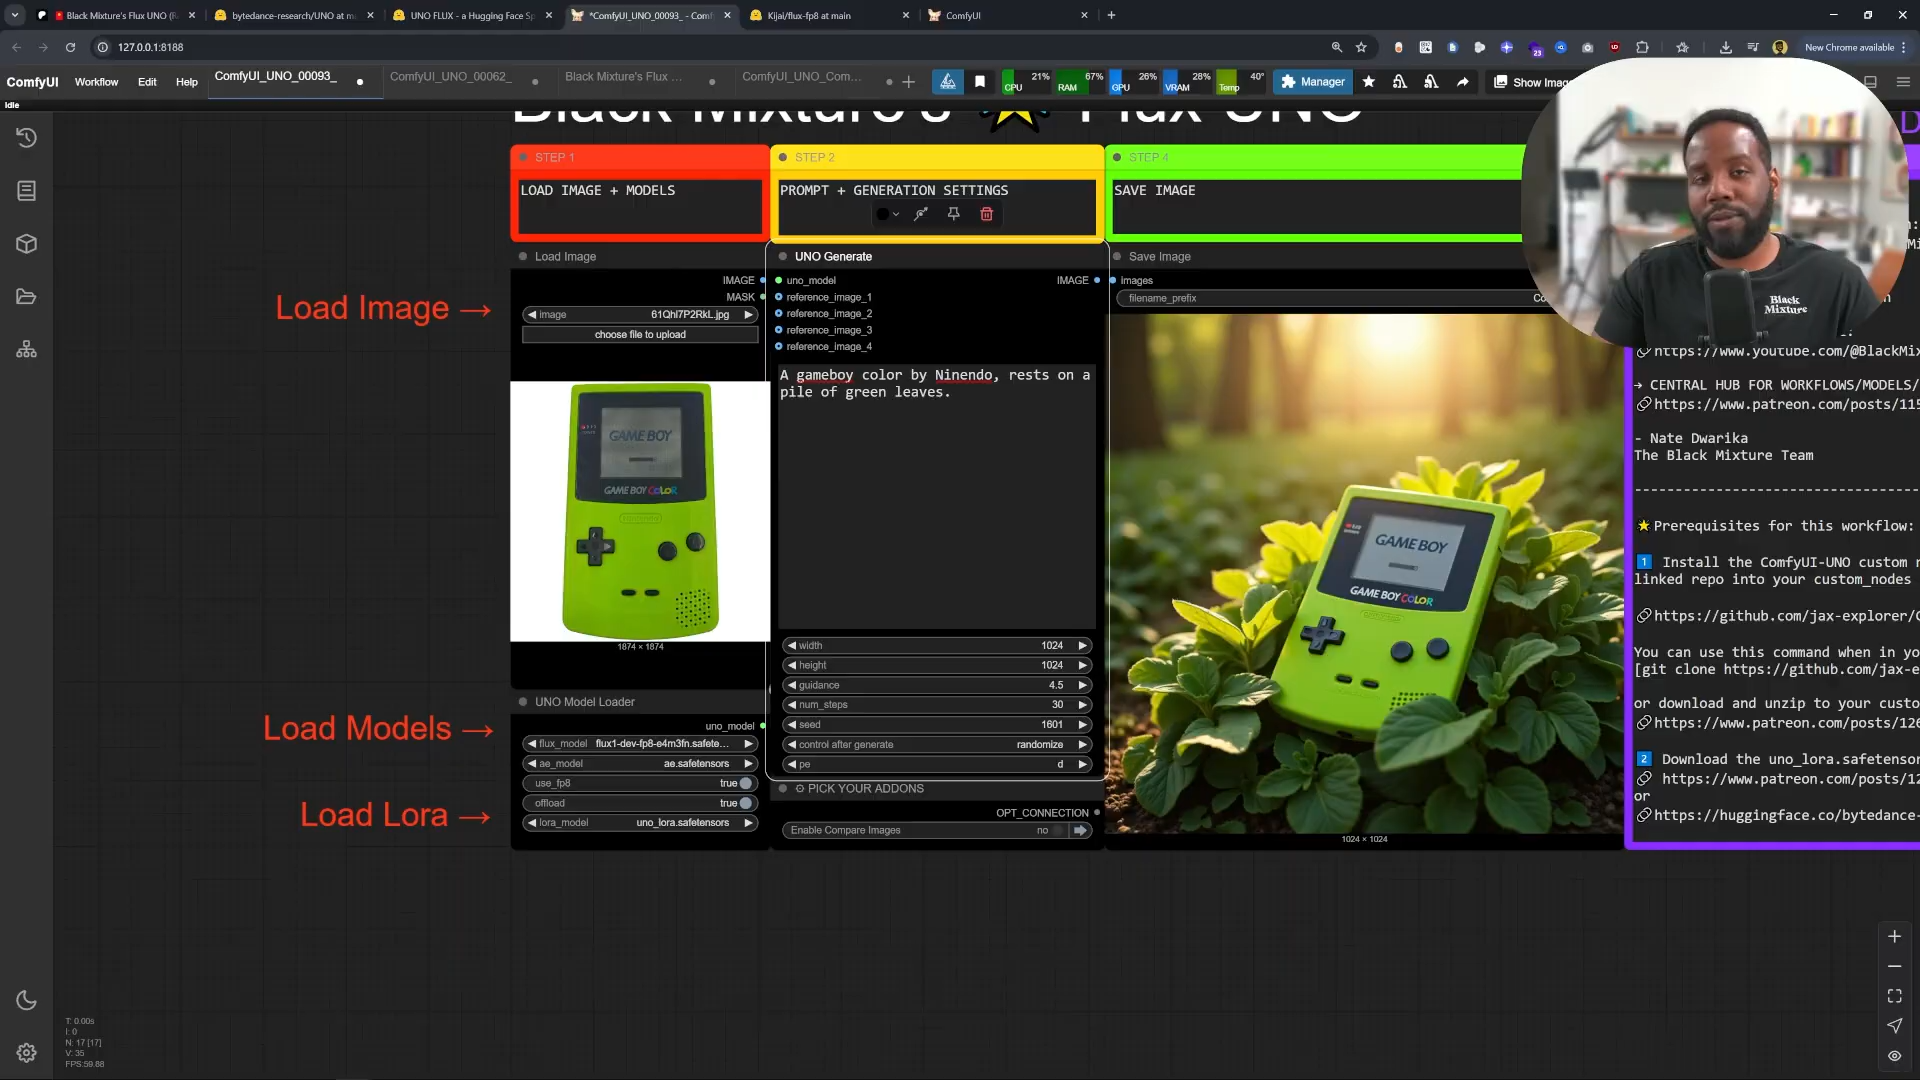 Black Mixture's Flux UNO (
bytedance-research/UNO at m
UNO FLUX - a Hugging Face Sp
*ComfyUI_UNO_00093_ - Com
Kijai/flux-fp8 at main
ComfyUI
127.0.0.1:8188
23
New Chrome available
ComfyUI
Workflow
Edit
Help
ComfyUI_UNO_00093_
ComfyUI_UNO_00062_
Black Mixture's Flux ...
ComfyUI_UNO_Com...
CPU 21%
RAM 67%
GPU 26%
VRAM 28%
Temp 40°
Manager
Show Imag
Idle
Black Mixture's Flux UNO
STEP 1
LOAD IMAGE + MODELS
STEP 2
PROMPT + GENERATION SETTINGS
STEP 4
SAVE IMAGE
Load Image →
Load Image
IMAGE
MASK
image 61Qhl7P2RkL.jpg
choose file to upload
GAME BOY
GAME BOY COLOR
1874 × 1874
Load Models →
Load Lora →
UNO Model Loader
uno_model
flux_model flux1-dev-fp8-e4m3fn.safete...
ae_model ae.safetensors
use_fp8 true
offload true
lora_model uno_lora.safetensors
UNO Generate
uno_model IMAGE
reference_image_1
reference_image_2
reference_image_3
reference_image_4
A gameboy color by Ninendo, rests on a
pile of green leaves.
width 1024
height 1024
guidance 4.5
num_steps 30
seed 1601
control after generate randomize
pe d
PICK YOUR ADDONS
OPT_CONNECTION
Enable Compare Images no
Save Image
images
filename_prefix Co
GAME BOY
GAME BOY COLOR
1024 × 1024
Black
Mixture
https://www.youtube.com/@BlackMix
→ CENTRAL HUB FOR WORKFLOWS/MODELS/
https://www.patreon.com/posts/115
- Nate Dwarika
The Black Mixture Team
-----------------------------------
Prerequisites for this workflow:
1 Install the ComfyUI-UNO custom n
linked repo into your custom_nodes
https://github.com/jax-explorer/C
You can use this command when in yo
[git clone https://github.com/jax-e
or download and unzip to your custo
https://www.patreon.com/posts/126
2 Download the uno_lora.safetensor
https://www.patreon.com/posts/12
or
https://huggingface.co/bytedance-
T: 0.00s
I: 0
N: 17 [17]
V: 35
FPS:59.88